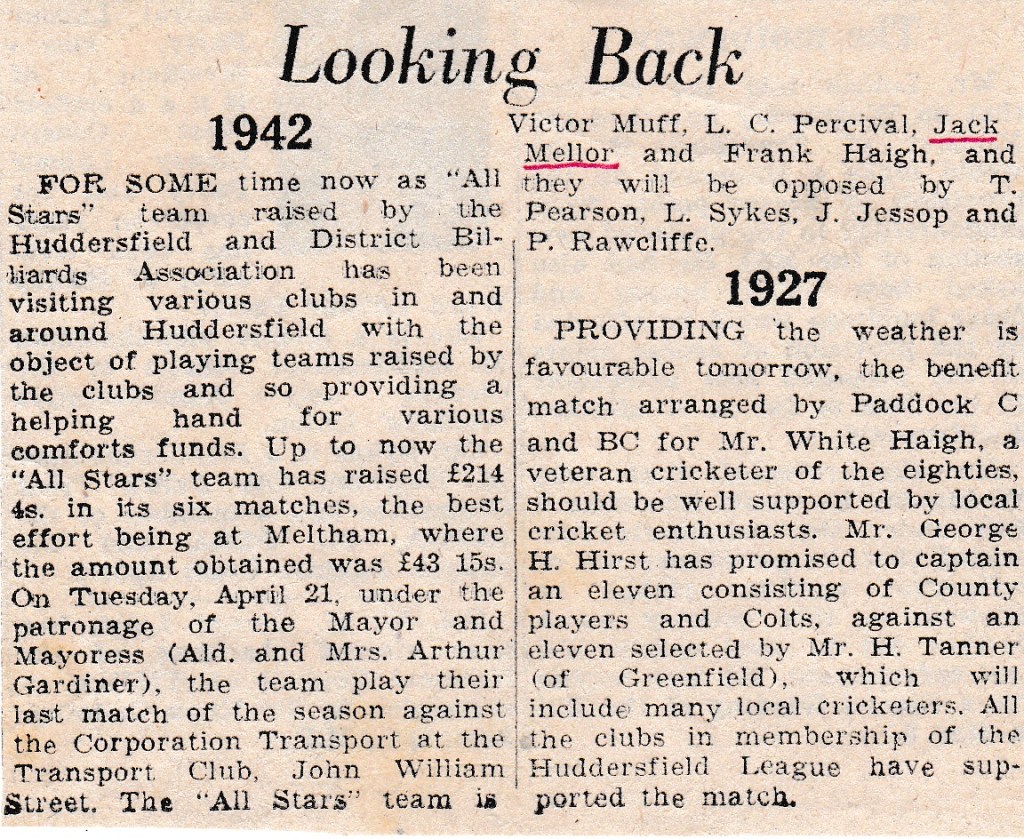 Looking Back
1942
FOR SOME time now as "All
Stars" team raised by the
Huddersfield and District Bil-
liards Association has been
visiting various clubs in and
around Huddersfield with the
object of playing teams raised by
the clubs and so providing a
helping hand for various
comforts funds. Up to now the
"All Stars" team has raised £214
4s. in its six matches, the best
effort being at Meltham, where
the amount obtained was £43 15s.
On Tuesday, April 21, under the
patronage of the Mayor and
Mayoress (Ald. and Mrs. Arthur
Gardiner), the team play their
last match of the season against
the Corporation Transport at the
Transport Club, John William
Street. The "All Stars" team is
Victor Muff, L. C. Percival, Jack
Mellor and Frank Haigh, and
they will be opposed by T.
Pearson, L. Sykes, J. Jessop and
P. Rawcliffe.
1927
PROVIDING the weather is
favourable tomorrow, the benefit
match arranged by Paddock C
and BC for Mr. White Haigh, a
veteran cricketer of the eighties,
should be well supported by local
cricket enthusiasts. Mr. George
H. Hirst has promised to captain
an eleven consisting of County
players and Colts, against an
eleven selected by Mr. H. Tanner
(of Greenfield), which will
include many local cricketers. All
the clubs in membership of the
Huddersfield League have sup-
ported the match.